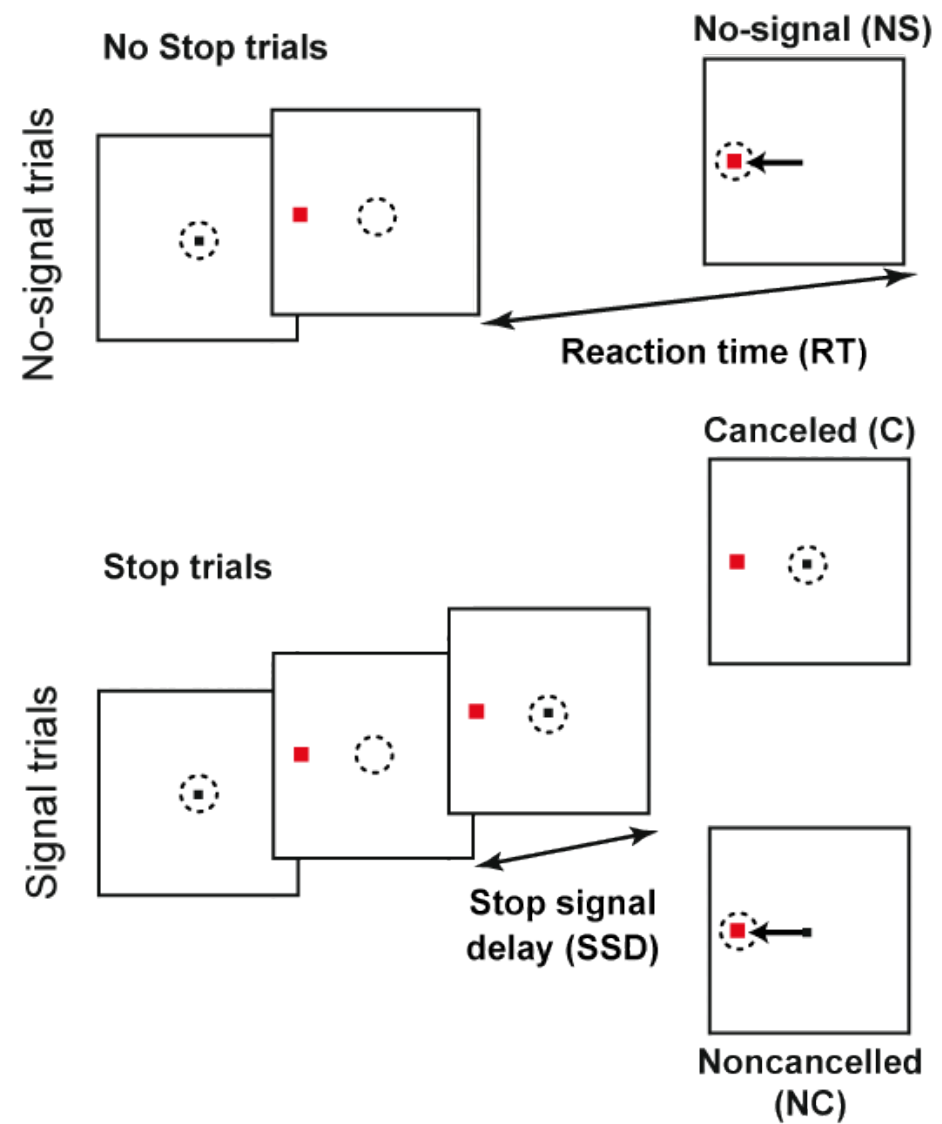 No Stop trials
No-signal (NS)
No-signal trials
Reaction time (RT)
Canceled (C)
Stop trials
Signal trials
Stop signal
delay (SSD)
Noncancelled
(NC)